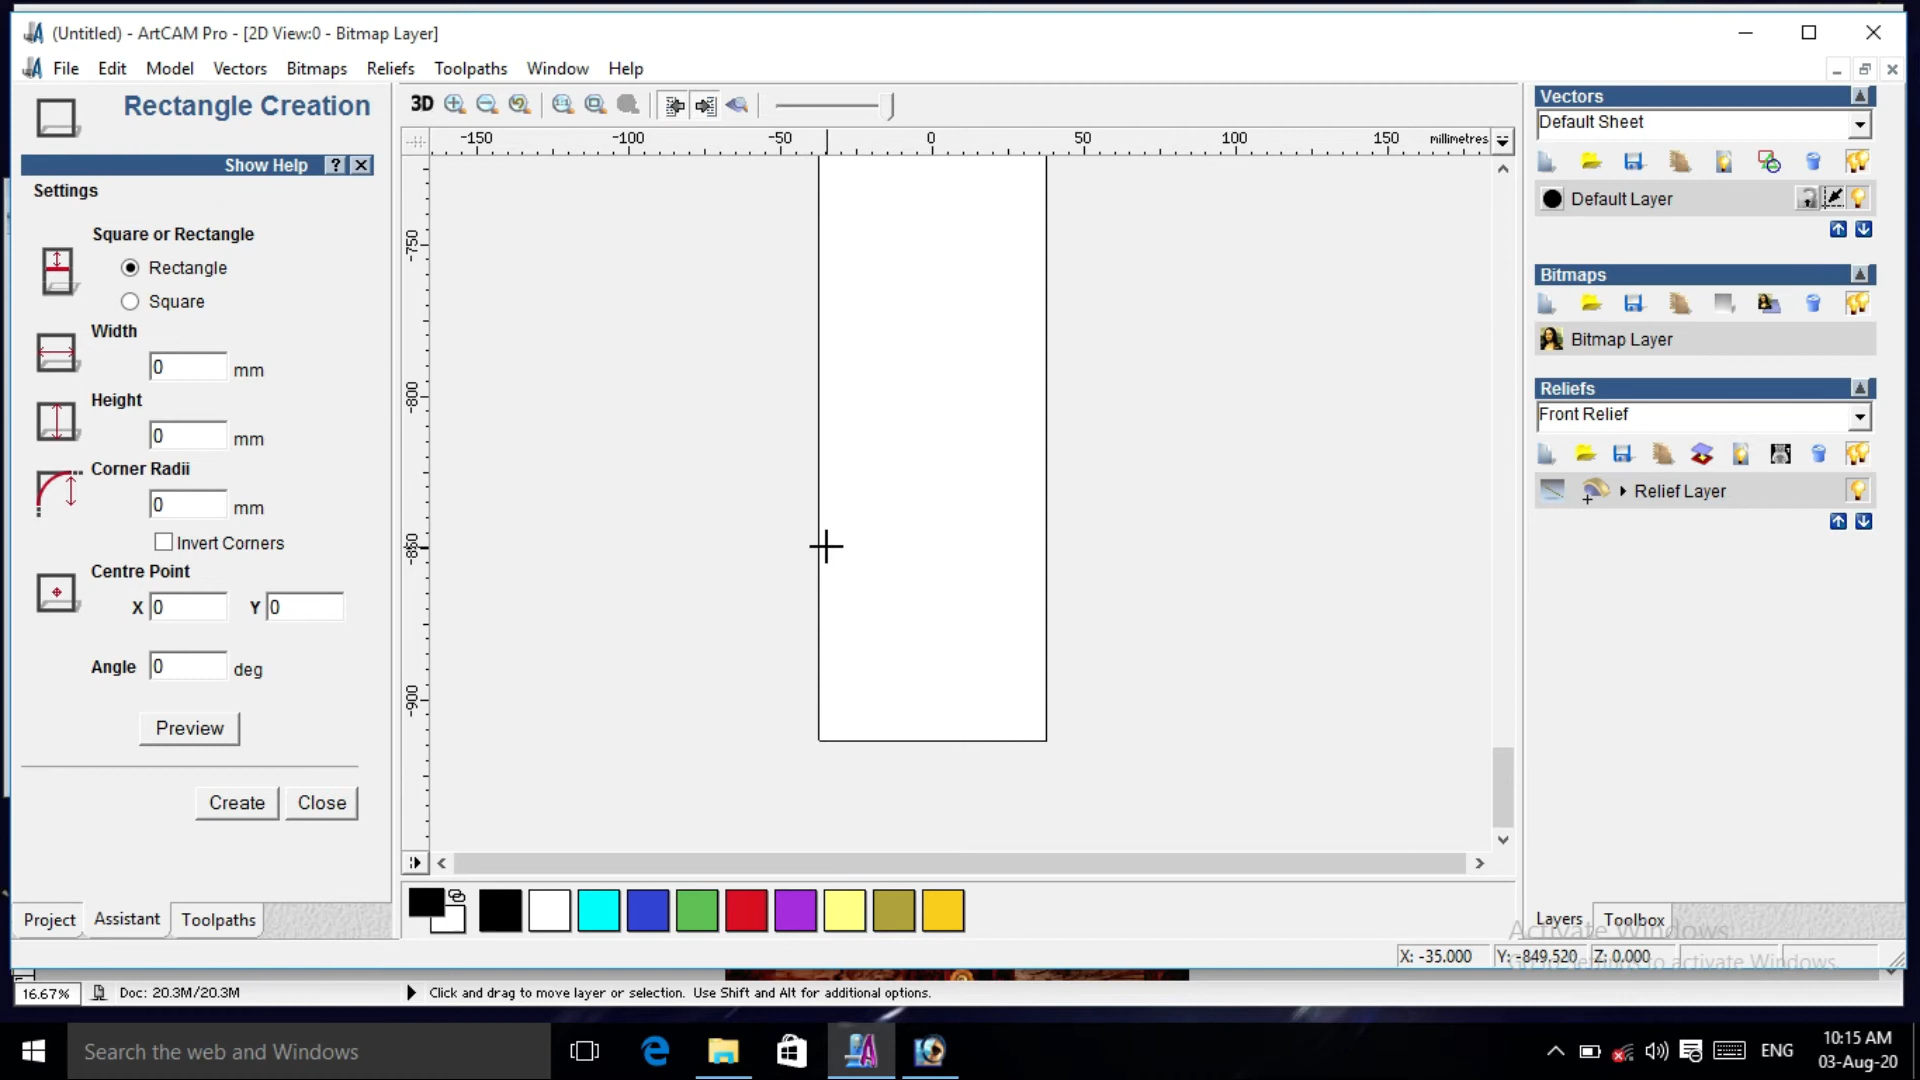 (Untitled) - ArtCAM Pro - [2D View:0 - Bitmap Layer]
File Edit Model Vectors Bitmaps Reliefs Toolpaths Window Help
Rectangle Creation
Show Help ?
Settings
Square or Rectangle
Rectangle
Square
Width
0 mm
Height
0 mm
Corner Radii
0 mm
Invert Corners
Centre Point
X 0 Y 0
Angle 0 deg
Preview
Create Close
Project Assistant Toolpaths
3D
-150 -100 -50 0 50 100 150 millimetres
-750
-800
-850
-900
Vectors
Default Sheet
Default Layer
Bitmaps
Bitmap Layer
Reliefs
Front Relief
Relief Layer
Layers Toolbox
Activate Windows
Go to Settings to activate Windows.
X: -35.000 Y: -849.520 Z: 0.000
16.67% Doc: 20.3M/20.3M Click and drag to move layer or selection. Use Shift and Alt for additional options.
Search the web and Windows
ENG
10:15 AM
03-Aug-20